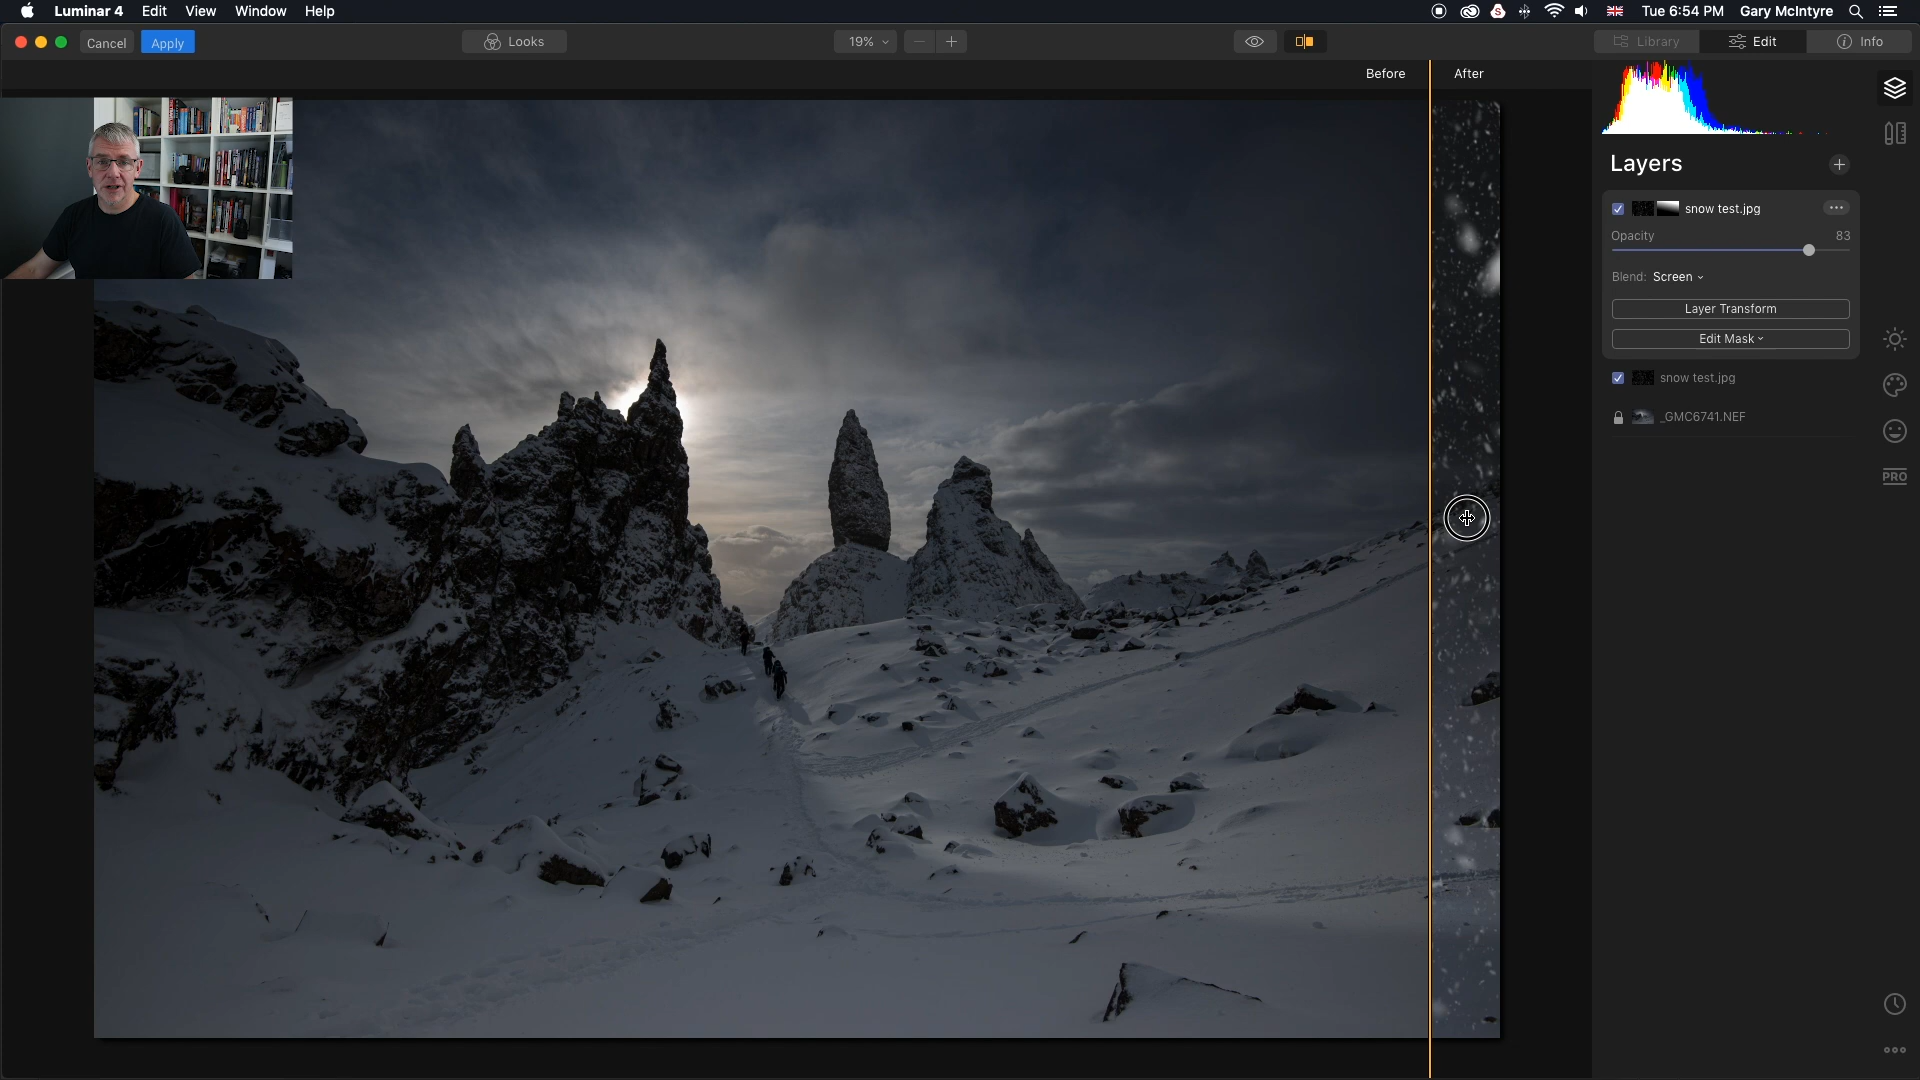 Luminar 4 Edit View Window Help Tue 6:54 PM Gary McIntyre
Cancel Apply Looks 19% Library Edit Info
Before After
Layers
snow test.jpg
Opacity 83
Blend: Screen
Layer Transform
Edit Mask
snow test.jpg
_GMC6741.NEF
PRO